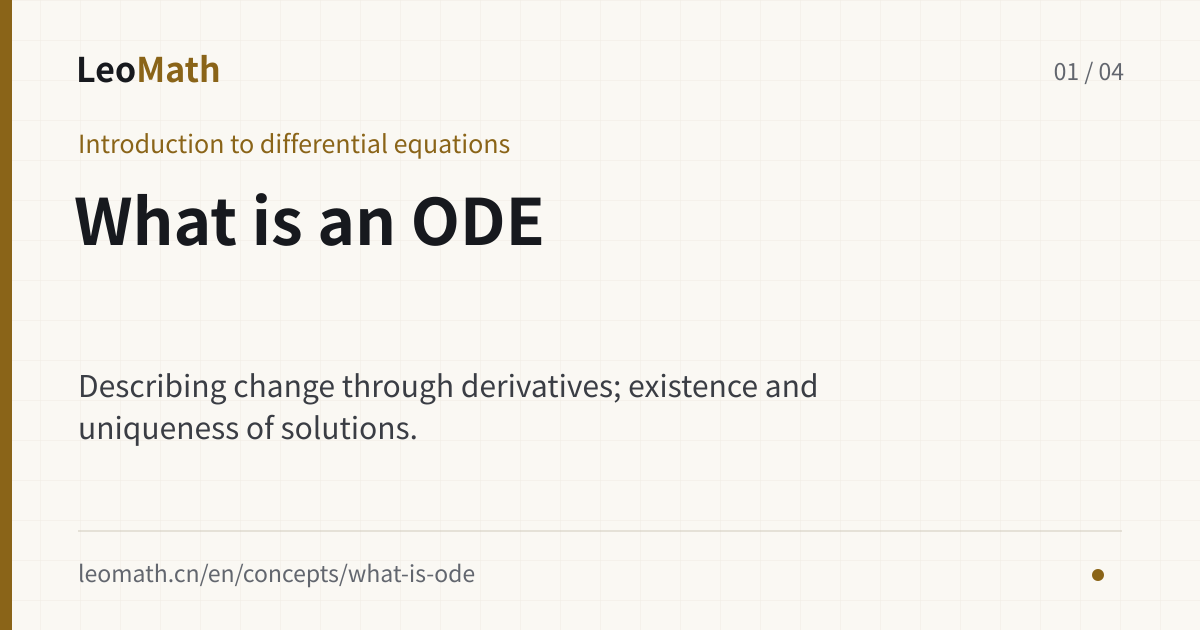 LeoMath
01 / 04
Introduction to differential equations
What is an ODE
Describing change through derivatives; existence and
uniqueness of solutions.
leomath.cn/en/concepts/what-is-ode